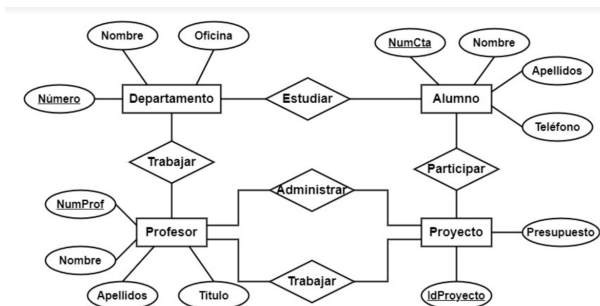 Nombre
Oficina
NumCta
Nombre
Número
Departamento
Estudiar
Alumno
Apellidos
Teléfono
Trabajar
Participar
NumProf
Administrar
Profesor
Proyecto
Presupuesto
Nombre
Apellidos
Titulo
Trabajar
IdProyecto